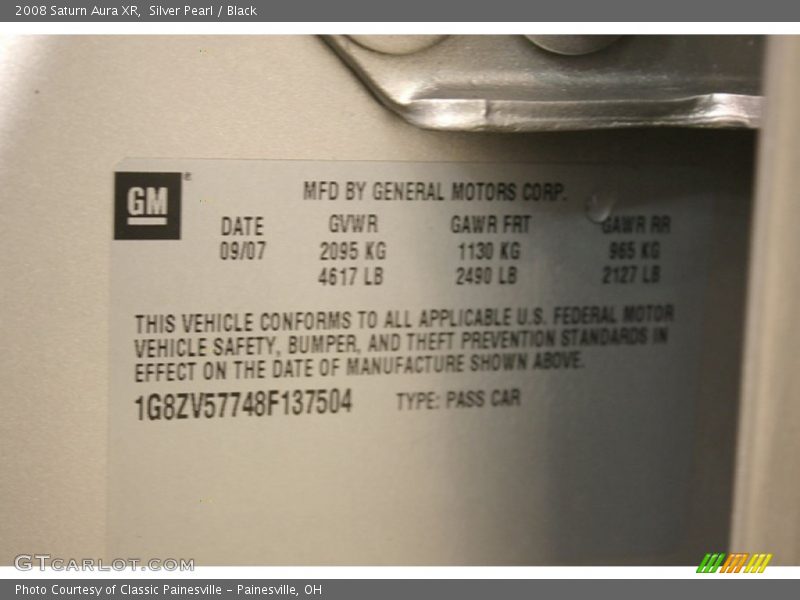 2008 Saturn Aura XR, Silver Pearl / Black
GM®
MFD BY GENERAL MOTORS CORP.
DATE GVWR GAWR FRT GAWR RR
09/07 2095 KG 1130 KG 965 KG
4617 LB 2490 LB 2127 LB
THIS VEHICLE CONFORMS TO ALL APPLICABLE U.S. FEDERAL MOTOR
VEHICLE SAFETY, BUMPER, AND THEFT PREVENTION STANDARDS IN
EFFECT ON THE DATE OF MANUFACTURE SHOWN ABOVE.
1G8ZV57748F137504 TYPE: PASS CAR
GTCARLOT.COM
Photo Courtesy of Classic Painesville - Painesville, OH